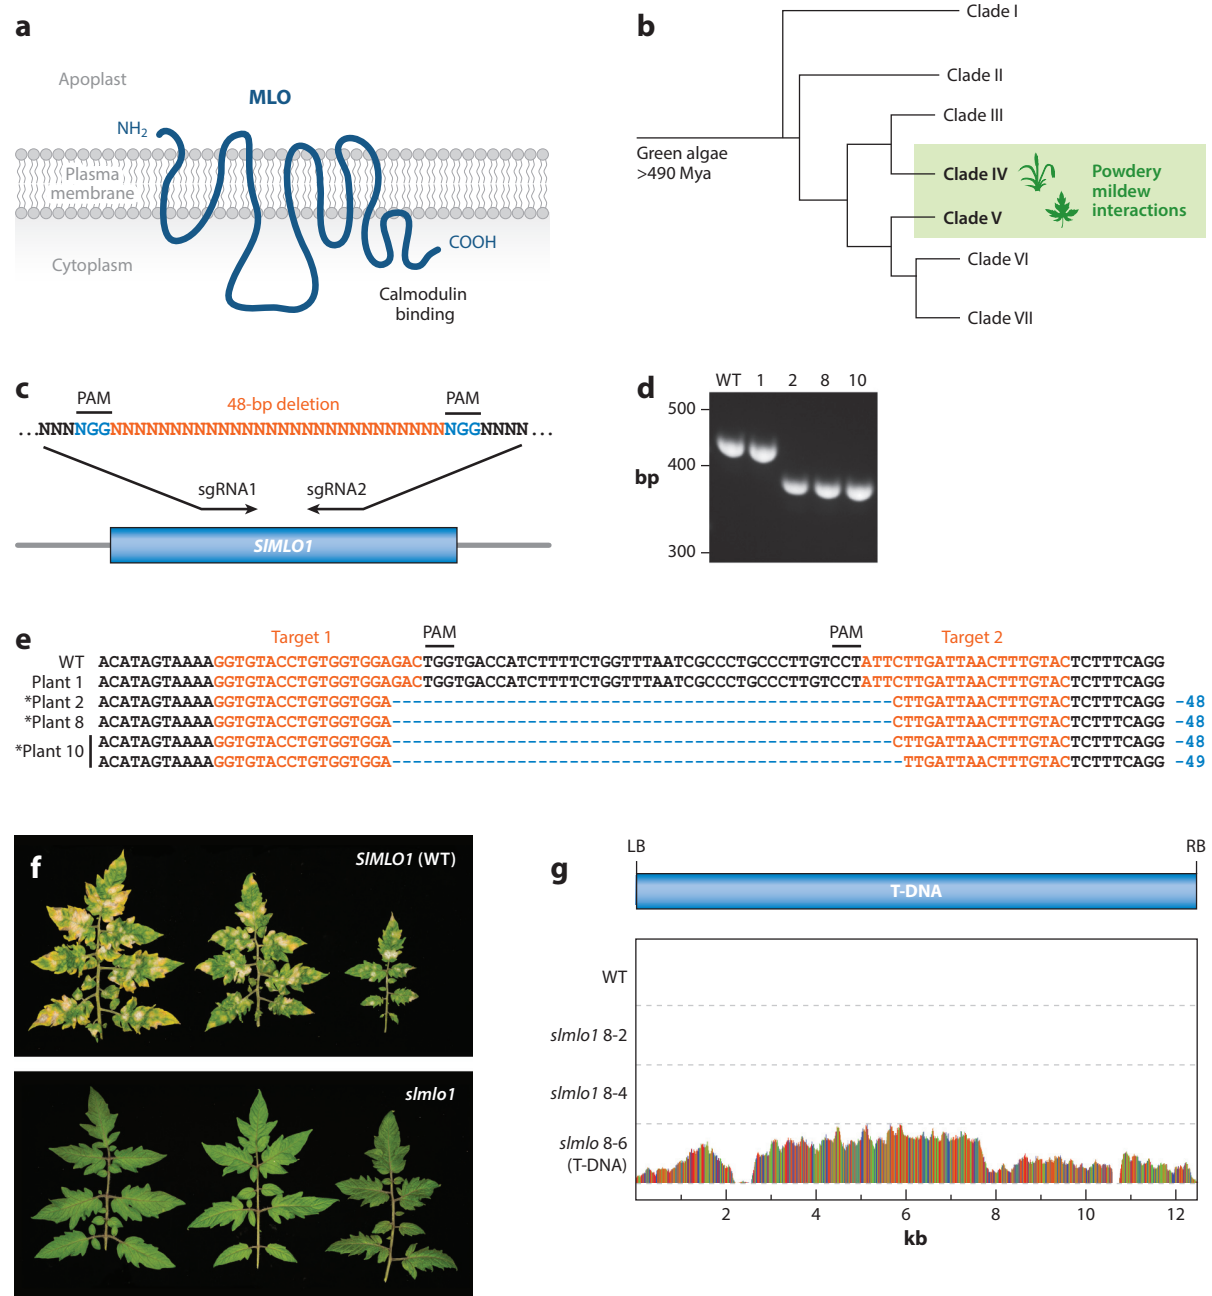 a
Apoplast
MLO
NH2
Plasma
membrane
Cytoplasm
COOH
Calmodulin
binding
b
Clade I
Clade II
Clade III
Green algae
>490 Mya
Clade IV
Clade V
Powdery
mildew
interactions
Clade VI
Clade VII
c
PAM
48-bp deletion
PAM
...NNNNGGNNNNNNNNNNNNNNNNNNNNNNNNNNNNNGGNNNN...
sgRNA1
sgRNA2
SlMLO1
d
WT 1 2 8 10
500
400
bp
300
e
Target 1 PAM PAM Target 2
WT ACATAGTAAAAGGTGTACCTGTGGTGGAGACTGGTGACCATCTTTTCTGGTTTAATCGCCCTGCCCTTGTCCTATTCTTGATTAACTTTGTACTCTTTCAGG
Plant 1 ACATAGTAAAAGGTGTACCTGTGGTGGAGACTGGTGACCATCTTTTCTGGTTTAATCGCCCTGCCCTTGTCCTATTCTTGATTAACTTTGTACTCTTTCAGG
*Plant 2 ACATAGTAAAAGGTGTACCTGTGGTGGA------------------------------------------------CTTGATTAACTTTGTACTCTTTCAGG -48
*Plant 8 ACATAGTAAAAGGTGTACCTGTGGTGGA------------------------------------------------CTTGATTAACTTTGTACTCTTTCAGG -48
*Plant 10 ACATAGTAAAAGGTGTACCTGTGGTGGA------------------------------------------------CTTGATTAACTTTGTACTCTTTCAGG -48
ACATAGTAAAAGGTGTACCTGTGGTGGA-------------------------------------------------TTGATTAACTTTGTACTCTTTCAGG -49
f
SlMLO1 (WT)
slmlo1
g
LB
RB
T-DNA
WT
slmlo1 8-2
slmlo1 8-4
slmlo 8-6
(T-DNA)
2 4 6 8 10 12
kb